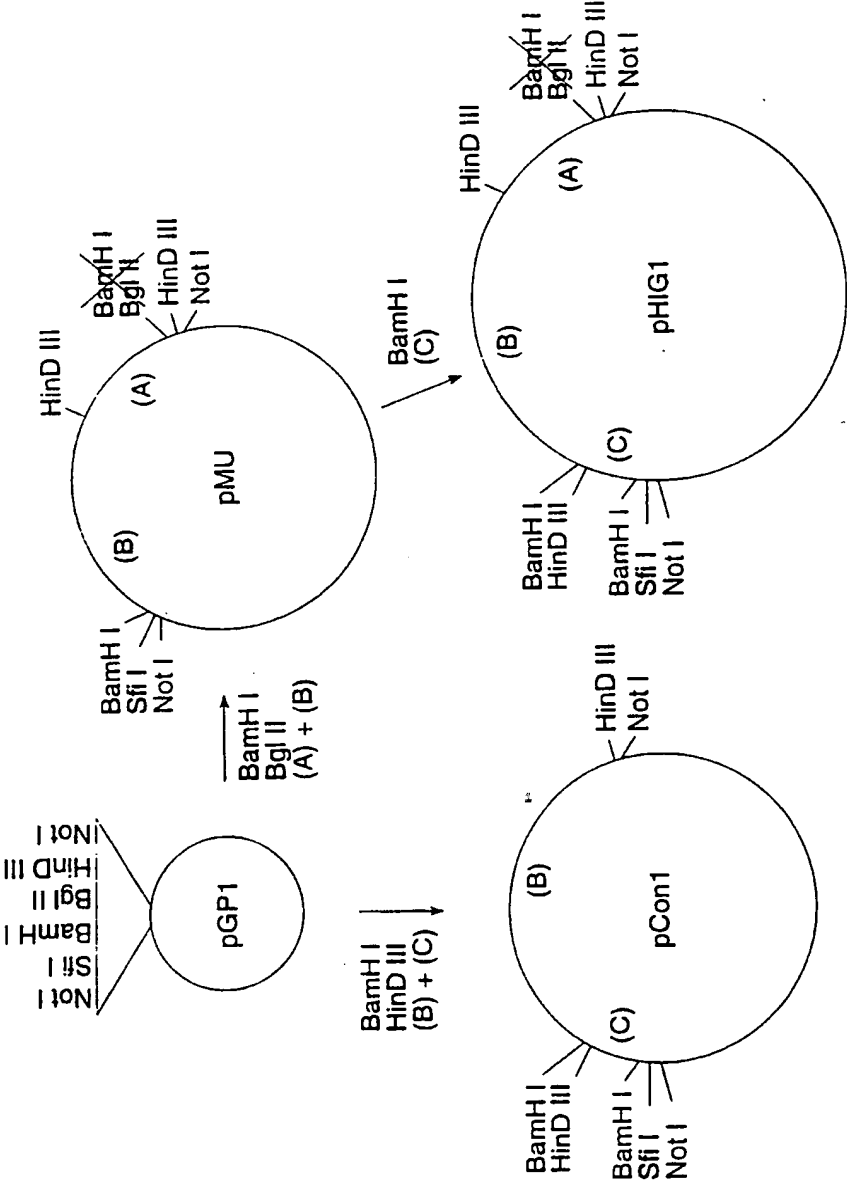 Not I
Sfi I
BamH I
Bgl II
HinD III
Not I
pGP1
BamH I
Bgl II
(A) + (B)
HinD III
BamH I
Bgl II
HinD III
Not I
(A)
(B)
pMU
BamH I
Sfi I
Not I
BamH I
HinD III
(B) + (C)
BamH I
(C)
(B)
(C)
pCon1
HinD III
Not I
BamH I
HinD III
BamH I
Sfi I
Not I
HinD III
BamH I
Bgl II
HinD III
Not I
(A)
(B)
(C)
pHIG1
BamH I
HinD III
BamH I
Sfi I
Not I